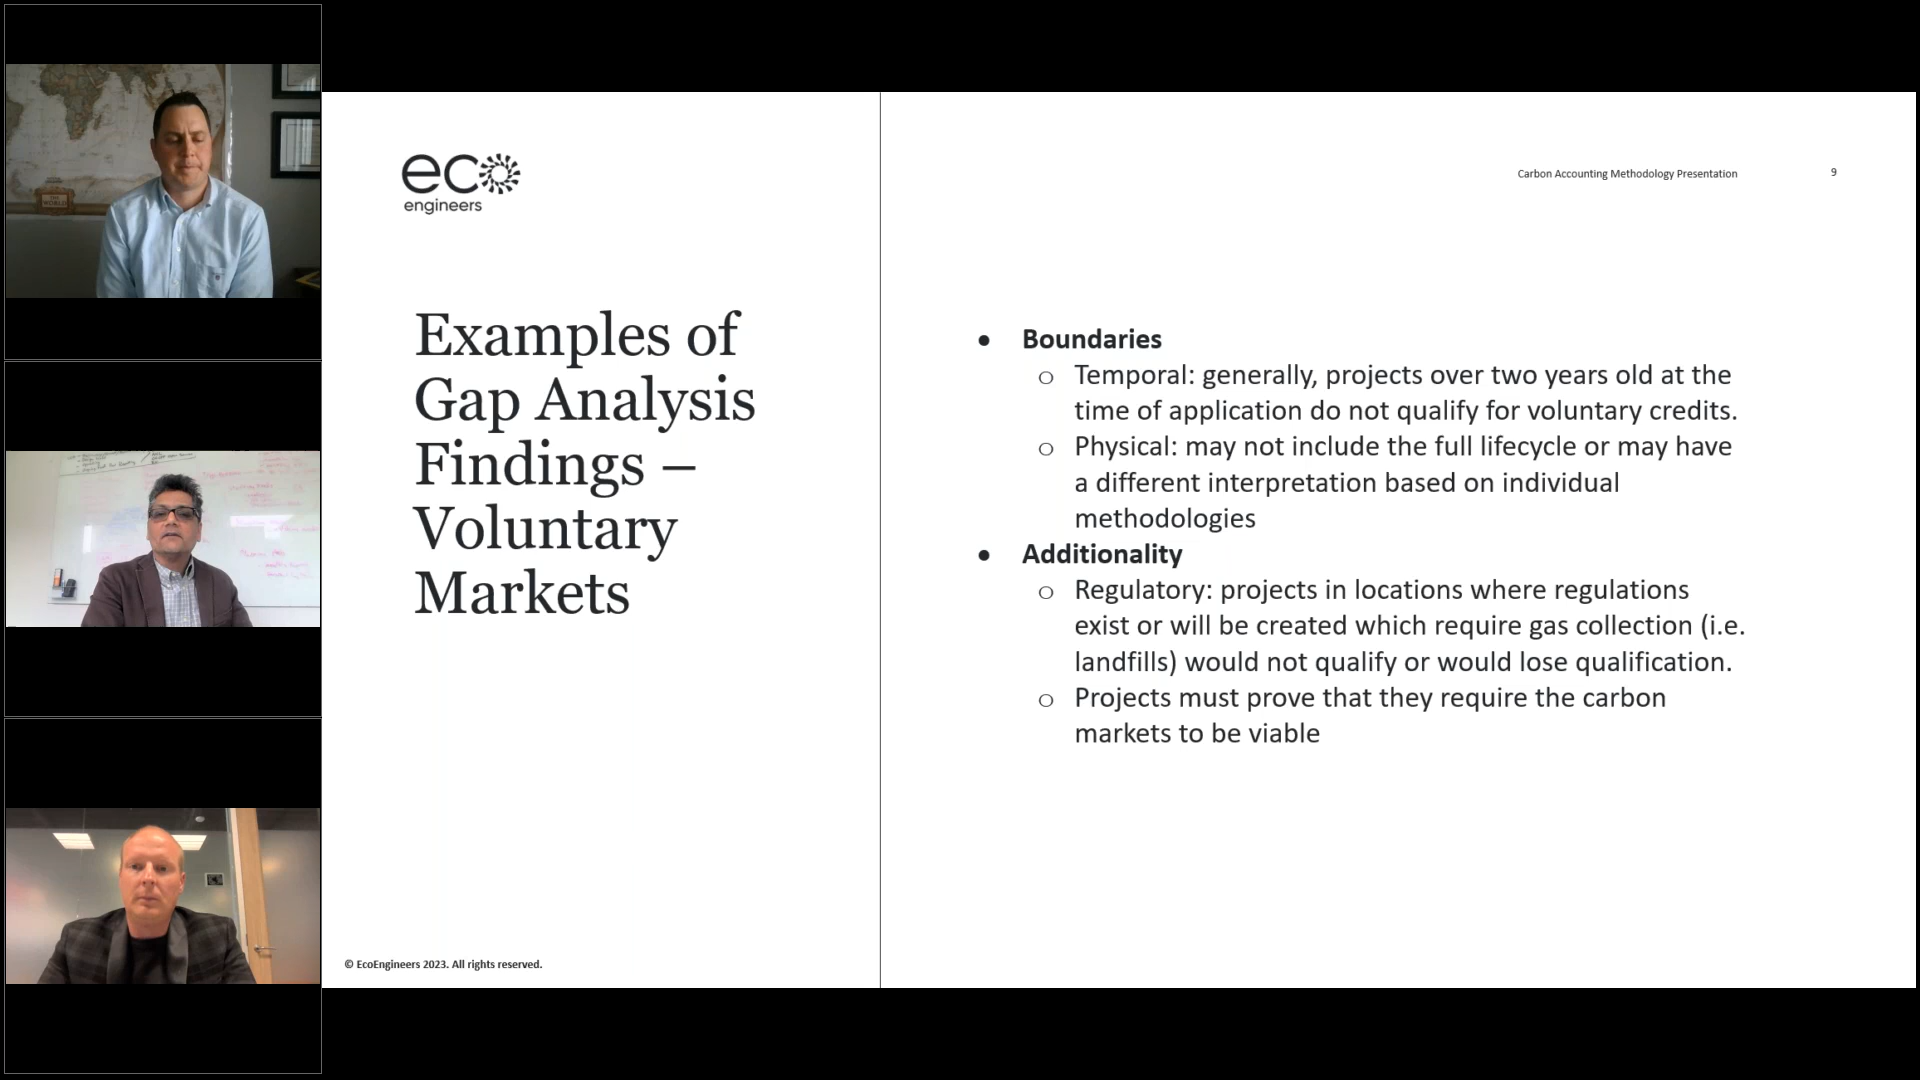 THE
WORLD
eco
engineers
Carbon Accounting Methodology Presentation
9
Examples of
Gap Analysis
Findings –
Voluntary
Markets
● Boundaries
○ Temporal: generally, projects over two years old at the
time of application do not qualify for voluntary credits.
○ Physical: may not include the full lifecycle or may have
a different interpretation based on individual
methodologies
● Additionality
○ Regulatory: projects in locations where regulations
exist or will be created which require gas collection (i.e.
landfills) would not qualify or would lose qualification.
○ Projects must prove that they require the carbon
markets to be viable
© EcoEngineers 2023. All rights reserved.